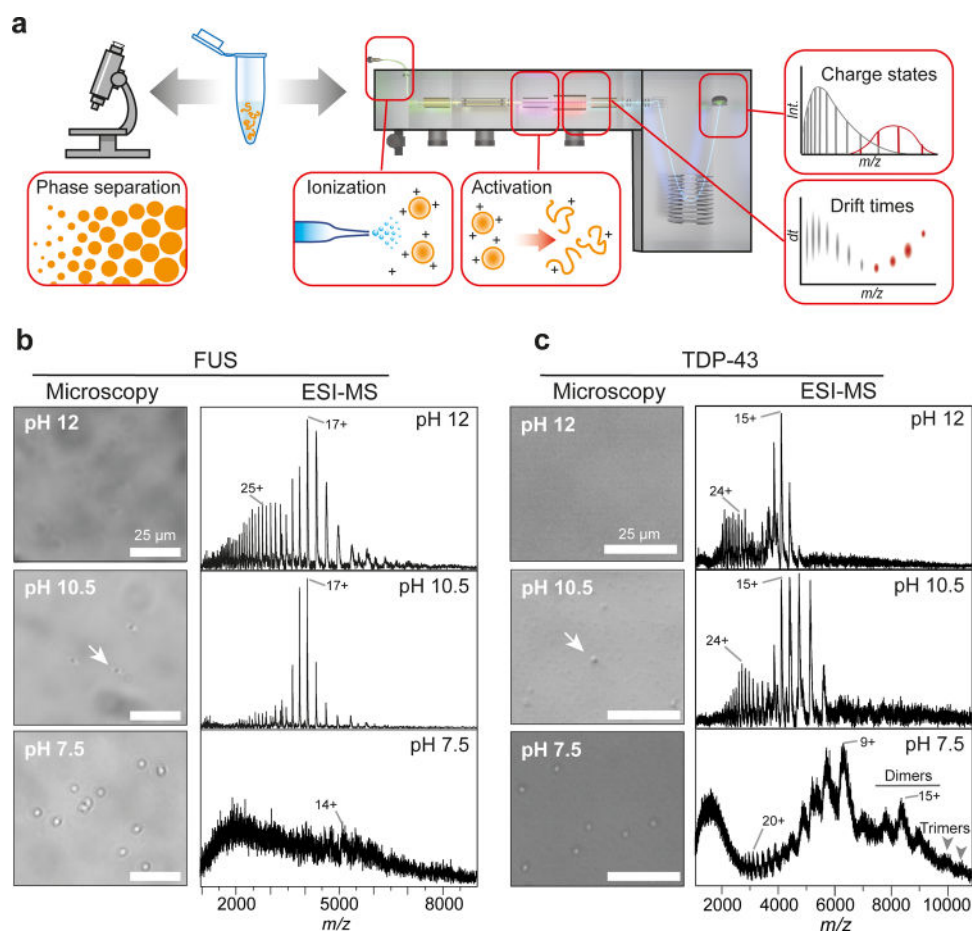 a
Phase separation
Ionization
Activation
Charge states
Int.
m/z
Drift times
dt
m/z
b
FUS
Microscopy
ESI-MS
pH 12
25 µm
pH 12
17+
25+
pH 10.5
pH 10.5
17+
pH 7.5
pH 7.5
14+
2000 4000 6000 8000
m/z
c
TDP-43
Microscopy
ESI-MS
pH 12
25 µm
pH 12
15+
24+
pH 10.5
pH 10.5
15+
24+
pH 7.5
pH 7.5
9+
Dimers
15+
20+
Trimers
2000 4000 6000 8000 10000
m/z